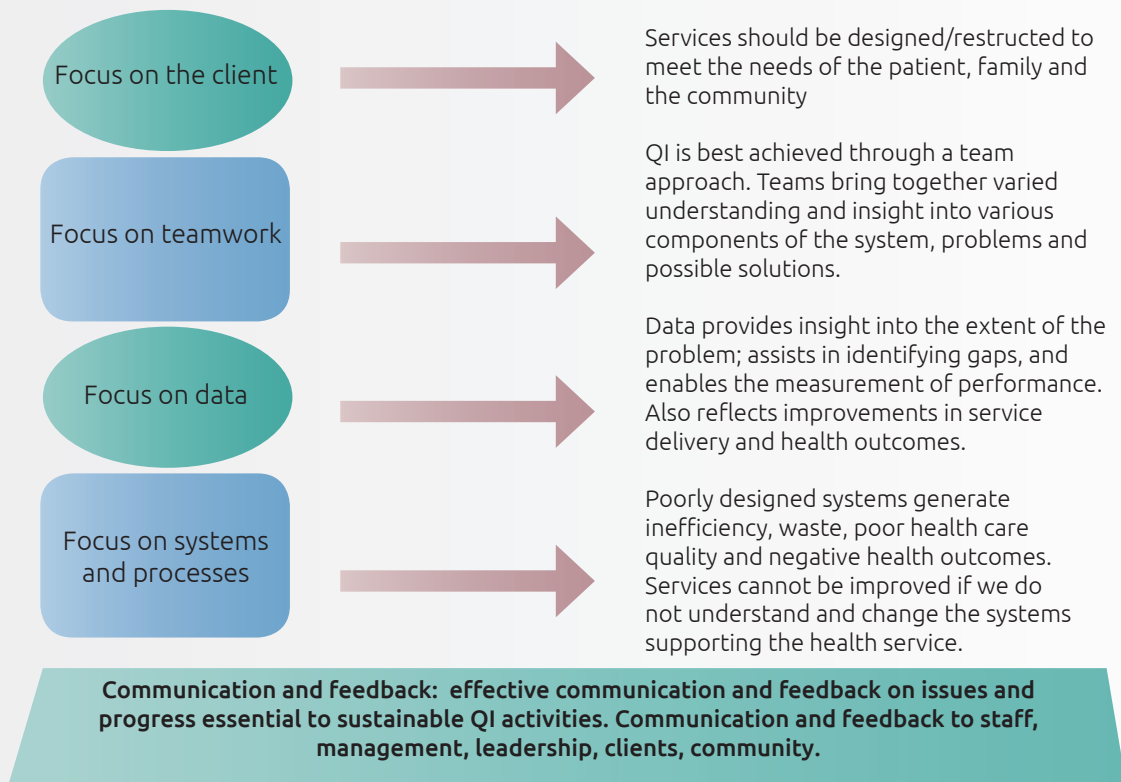 Focus on the client
Services should be designed/restructed to
meet the needs of the patient, family and
the community
Focus on teamwork
QI is best achieved through a team
approach. Teams bring together varied
understanding and insight into various
components of the system, problems and
possible solutions.
Focus on data
Data provides insight into the extent of the
problem; assists in identifying gaps, and
enables the measurement of performance.
Also reflects improvements in service
delivery and health outcomes.
Focus on systems
and processes
Poorly designed systems generate
inefficiency, waste, poor health care
quality and negative health outcomes.
Services cannot be improved if we do
not understand and change the systems
supporting the health service.
Communication and feedback:  effective communication and feedback on issues and
progress essential to sustainable QI activities. Communication and feedback to staff,
management, leadership, clients, community.